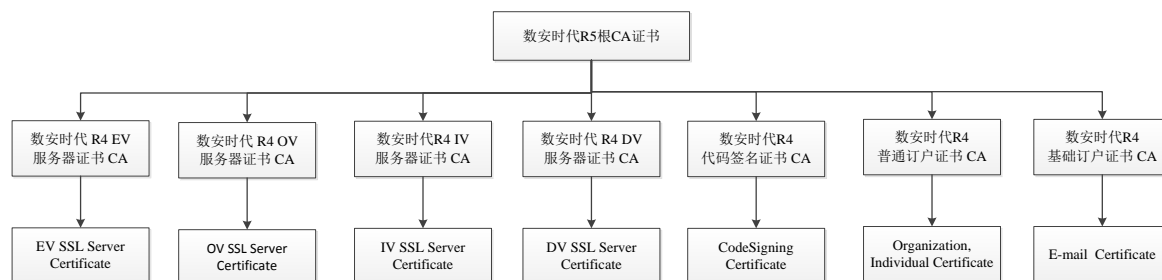 数安时代R5根CA证书
数安时代 R4 EV
服务器证书 CA
数安时代 R4 OV
服务器证书 CA
数安时代R4 IV
服务器证书 CA
数安时代 R4 DV
服务器证书 CA
数安时代R4
代码签名证书 CA
数安时代R4
普通订户证书 CA
数安时代R4
基础订户证书 CA
EV SSL Server
Certificate
OV SSL Server
Certificate
IV SSL Server
Certificate
DV SSL Server
Certificate
CodeSigning
Certificate
Organization,
Individual Certificate
E-mail Certificate